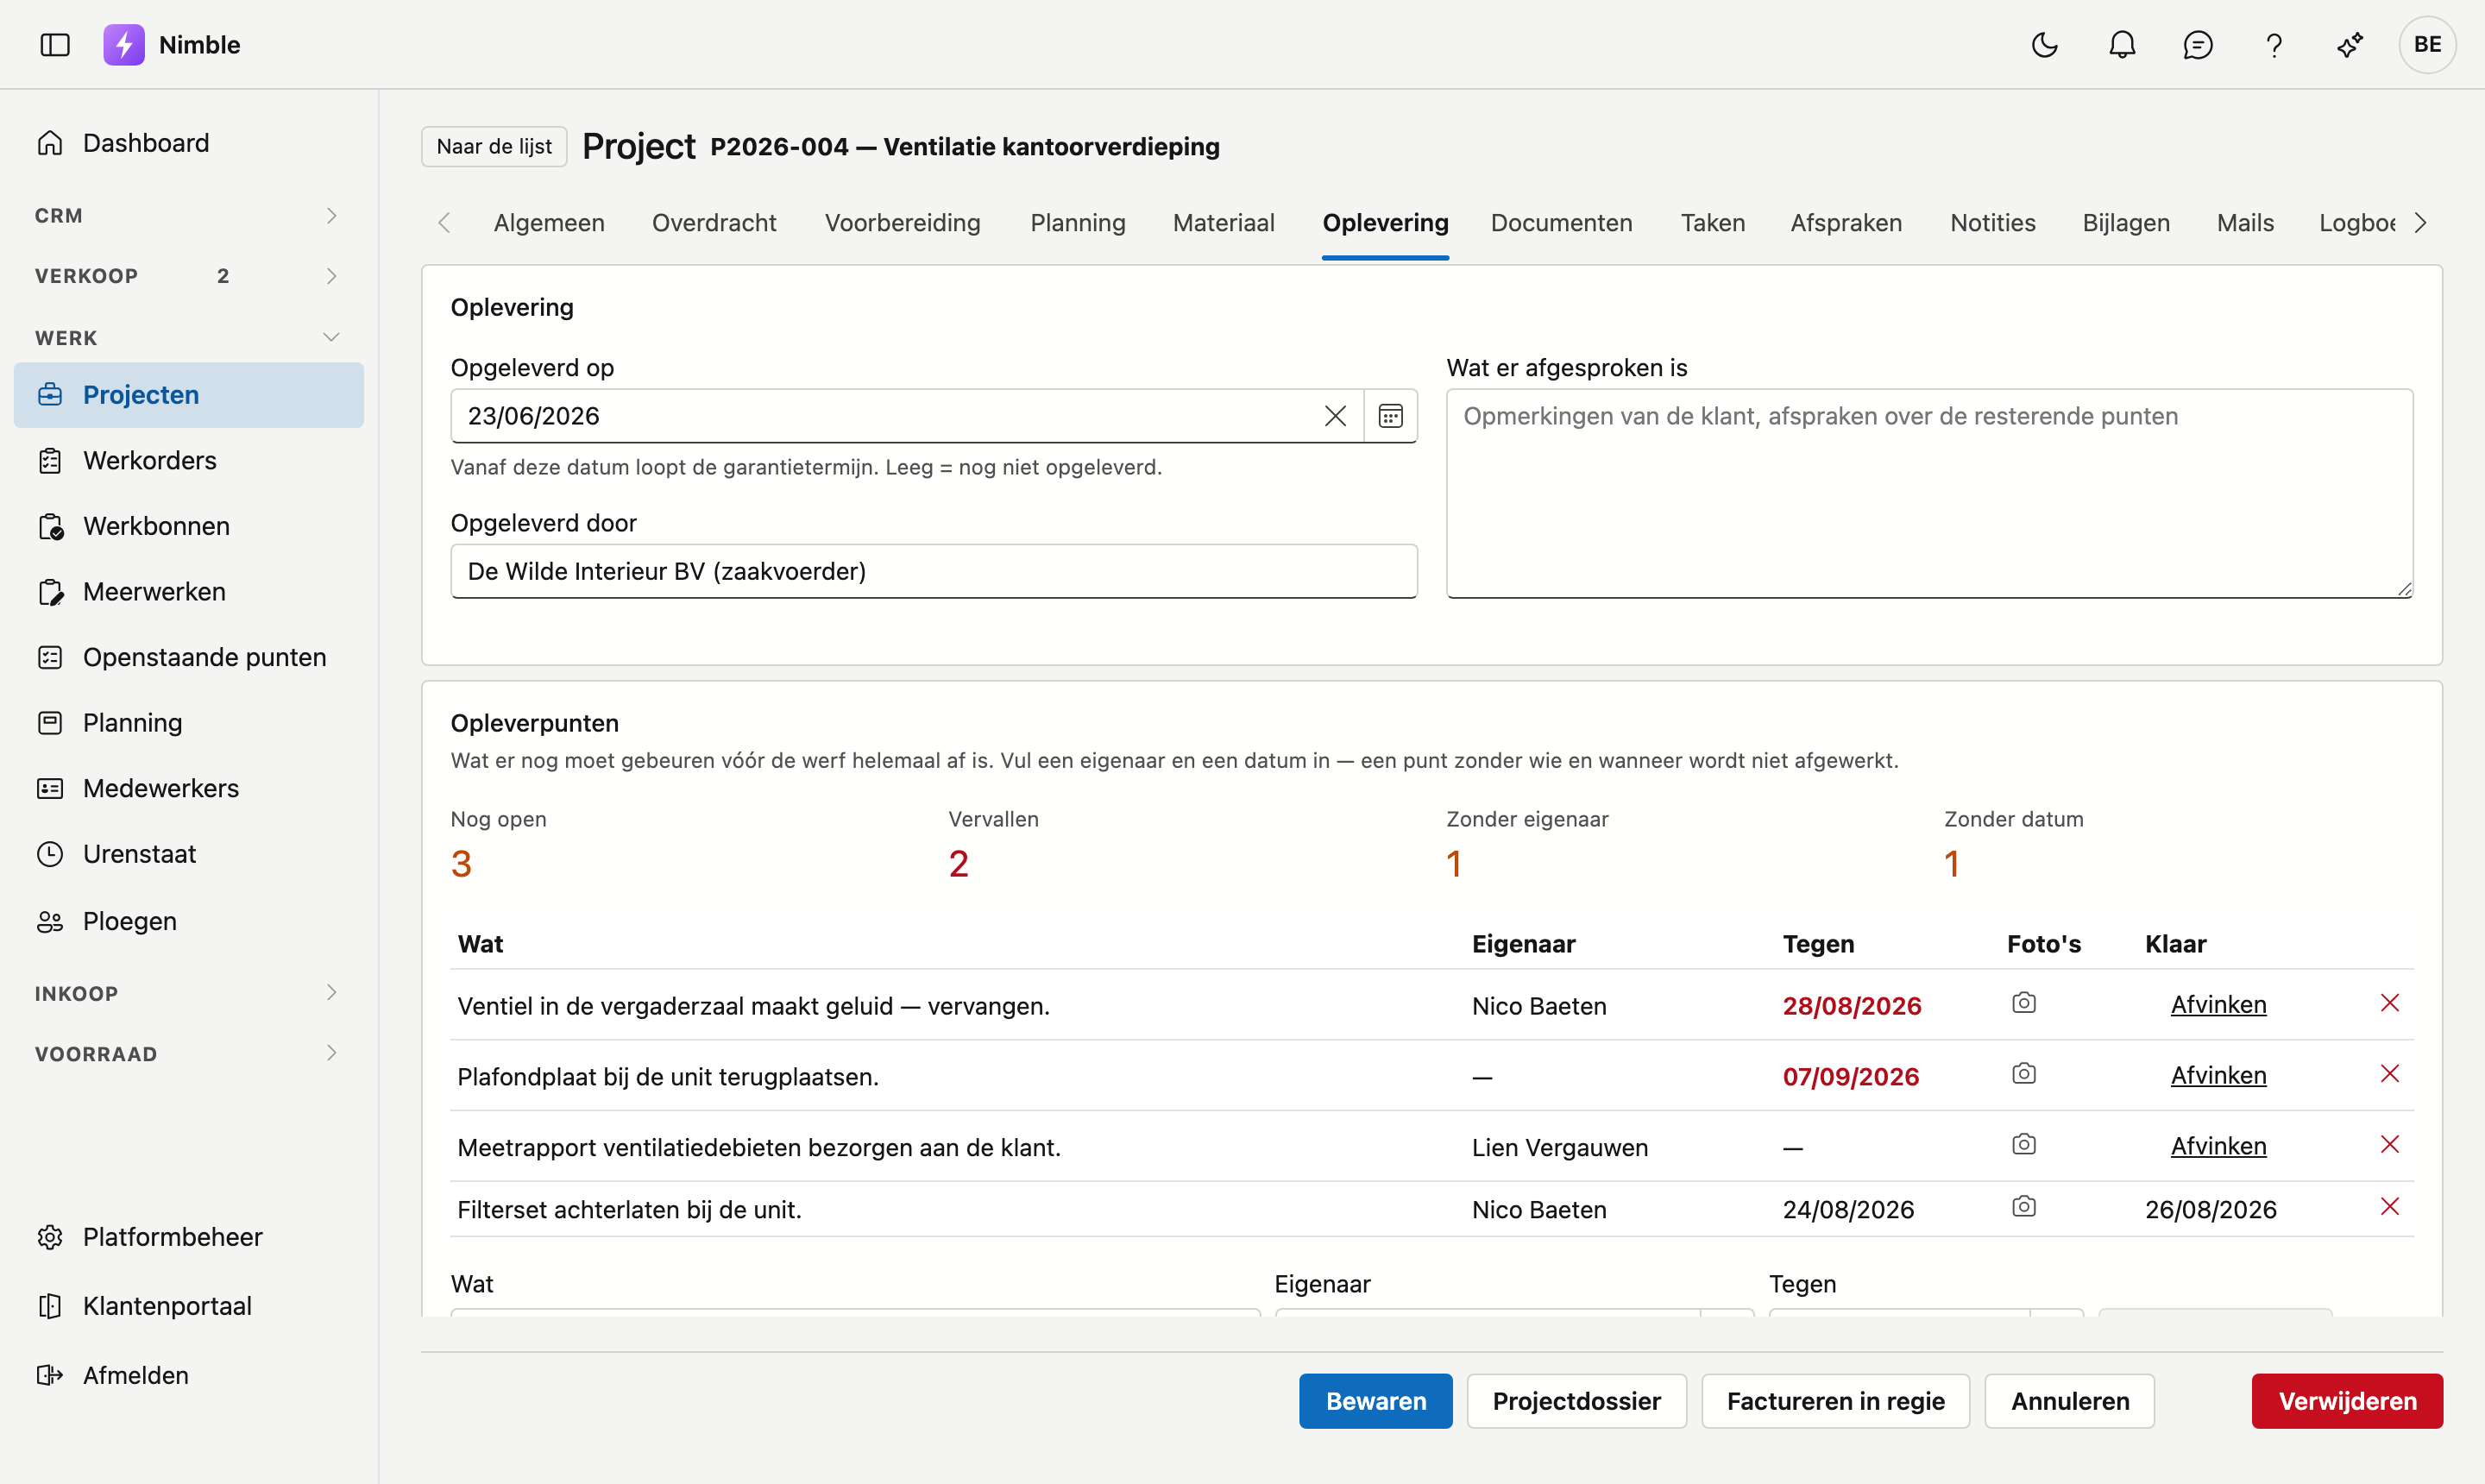 Nimble
BE
Dashboard
CRM
VERKOOP 2
WERK
Projecten
Werkorders
Werkbonnen
Meerwerken
Openstaande punten
Planning
Medewerkers
Urenstaat
Ploegen
INKOOP
VOORRAAD
Platformbeheer
Klantenportaal
Afmelden
Naar de lijst Project P2026-004 — Ventilatie kantoorverdieping
Algemeen Overdracht Voorbereiding Planning Materiaal Oplevering Documenten Taken Afspraken Notities Bijlagen Mails Logboe
Oplevering
Opgeleverd op
23/06/2026
Vanaf deze datum loopt de garantietermijn. Leeg = nog niet opgeleverd.
Opgeleverd door
De Wilde Interieur BV (zaakvoerder)
Wat er afgesproken is
Opmerkingen van de klant, afspraken over de resterende punten
Opleverpunten
Wat er nog moet gebeuren vóór de werf helemaal af is. Vul een eigenaar en een datum in — een punt zonder wie en wanneer wordt niet afgewerkt.
Nog open Vervallen Zonder eigenaar Zonder datum
3 2 1 1
Wat Eigenaar Tegen Foto's Klaar
Ventiel in de vergaderzaal maakt geluid — vervangen. Nico Baeten 28/08/2026 Afvinken
Plafondplaat bij de unit terugplaatsen. — 07/09/2026 Afvinken
Meetrapport ventilatiedebieten bezorgen aan de klant. Lien Vergauwen — Afvinken
Filterset achterlaten bij de unit. Nico Baeten 24/08/2026 26/08/2026
Wat Eigenaar Tegen
Bewaren Projectdossier Factureren in regie Annuleren Verwijderen